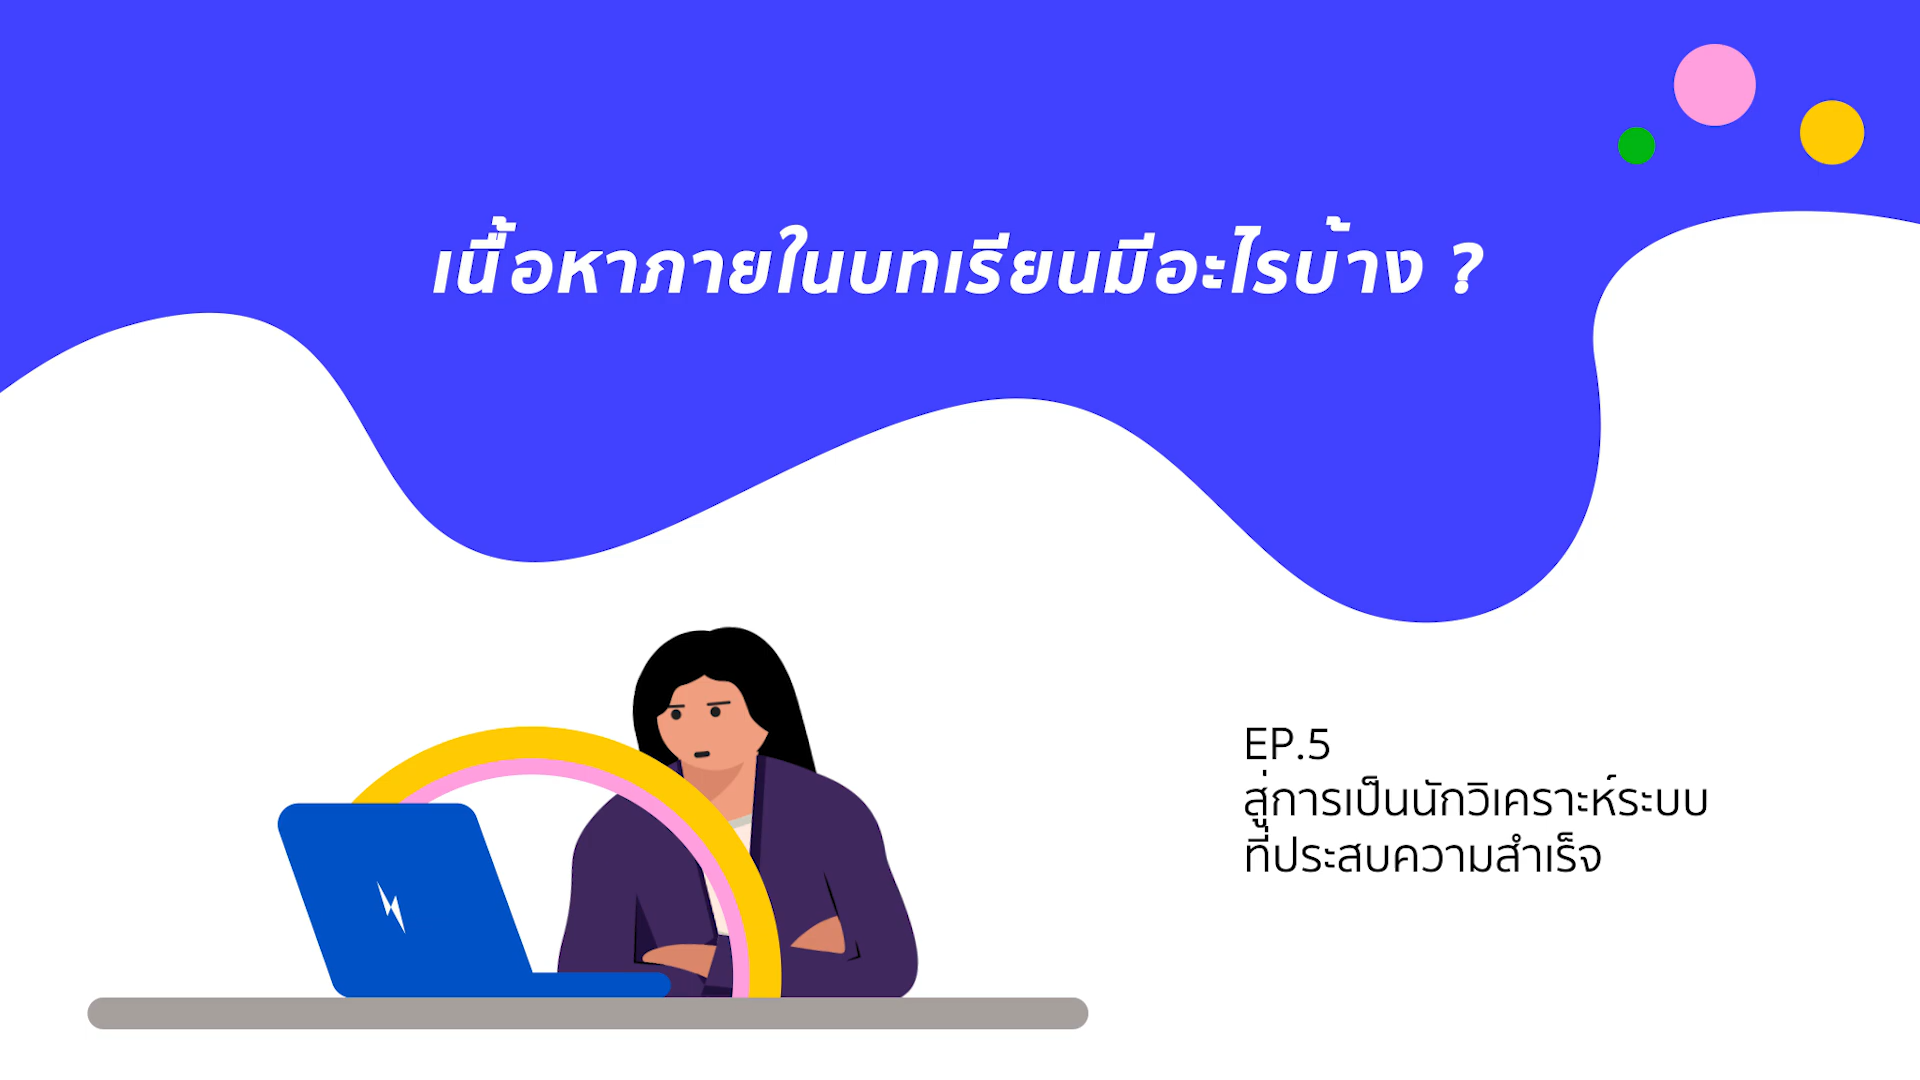 เนื้อหาภายในบทเรียนมีอะไรบ้าง ?
EP.5
สู่การเป็นนักวิเคราะห์ระบบ
ที่ประสบความสำเร็จ